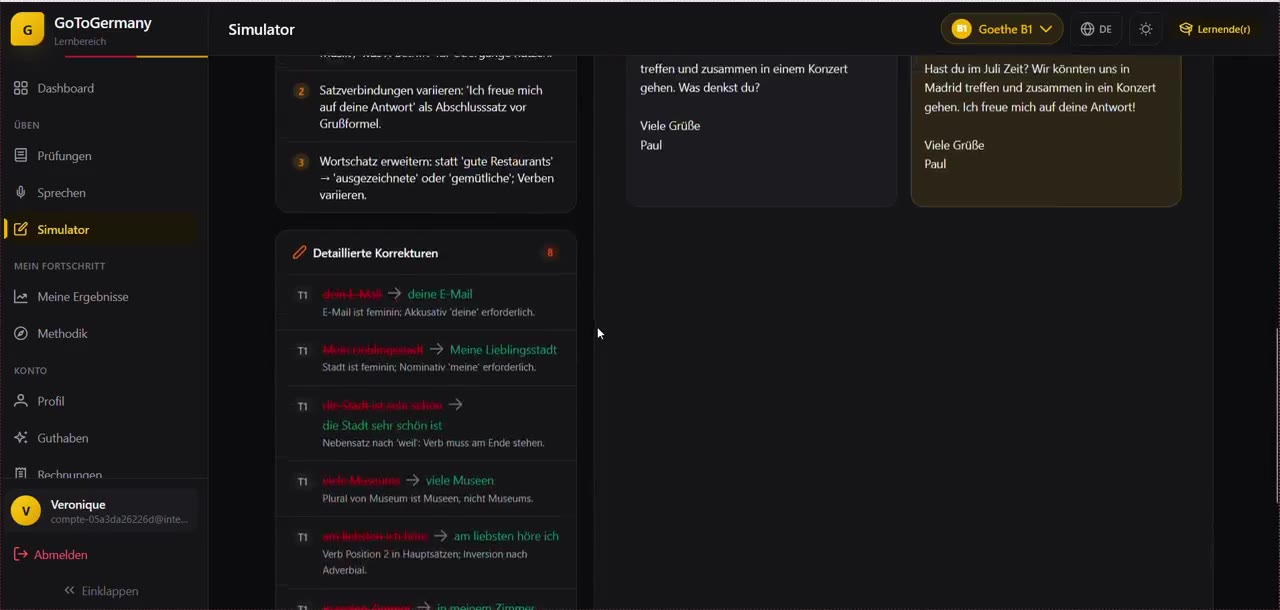 G
GoToGermany
Lernbereich
Dashboard
ÜBEN
Prüfungen
Sprechen
Simulator
MEIN FORTSCHRITT
Meine Ergebnisse
Methodik
KONTO
Profil
Guthaben
Rechnungen
V
Veronique
compte-05a3da26226d@inte...
Abmelden
Einklappen
Simulator
B1 Goethe B1
DE
Lernende(r)
2 Satzverbindungen variieren: 'Ich freue mich
auf deine Antwort' als Abschlusssatz vor
Grußformel.
3 Wortschatz erweitern: statt 'gute Restaurants'
→ 'ausgezeichnete' oder 'gemütliche'; Verben
variieren.
Detaillierte Korrekturen 8
T1 dein E-Mail → deine E-Mail
E-Mail ist feminin; Akkusativ 'deine' erforderlich.
T1 Mein Lieblingsstadt → Meine Lieblingsstadt
Stadt ist feminin; Nominativ 'meine' erforderlich.
T1 die Stadt ist sehr schön →
die Stadt sehr schön ist
Nebensatz nach 'weil': Verb muss am Ende stehen.
T1 viele Museums → viele Museen
Plural von Museum ist Museen, nicht Museums.
T1 am liebsten ich höre → am liebsten höre ich
Verb Position 2 in Hauptsätzen; Inversion nach
Adverbial.
T1 → in meinem Zimmer
treffen und zusammen in einem Konzert
gehen. Was denkst du?
Viele Grüße
Paul
Hast du im Juli Zeit? Wir könnten uns in
Madrid treffen und zusammen in ein Konzert
gehen. Ich freue mich auf deine Antwort!
Viele Grüße
Paul